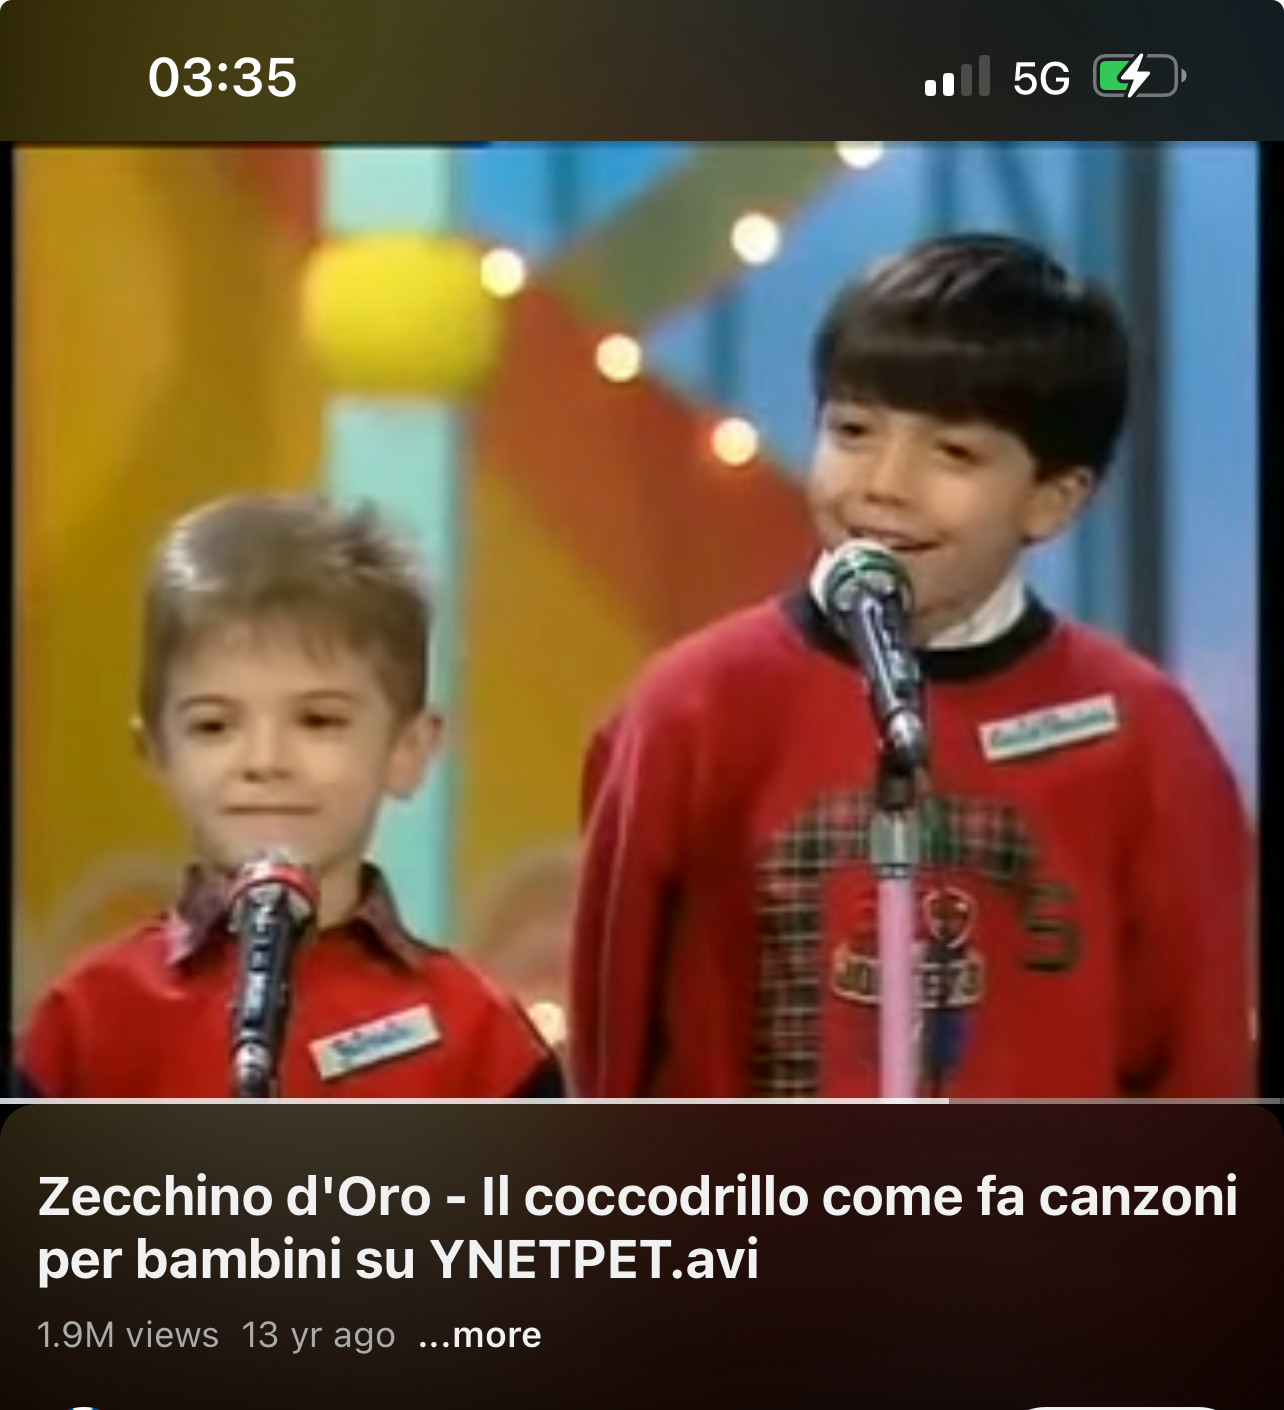 03:35
5G
S
Zecchino d'Oro - Il coccodrillo come fa canzoni
per bambini su YNETPET.avi
1.9M views 13 yr ago ...more